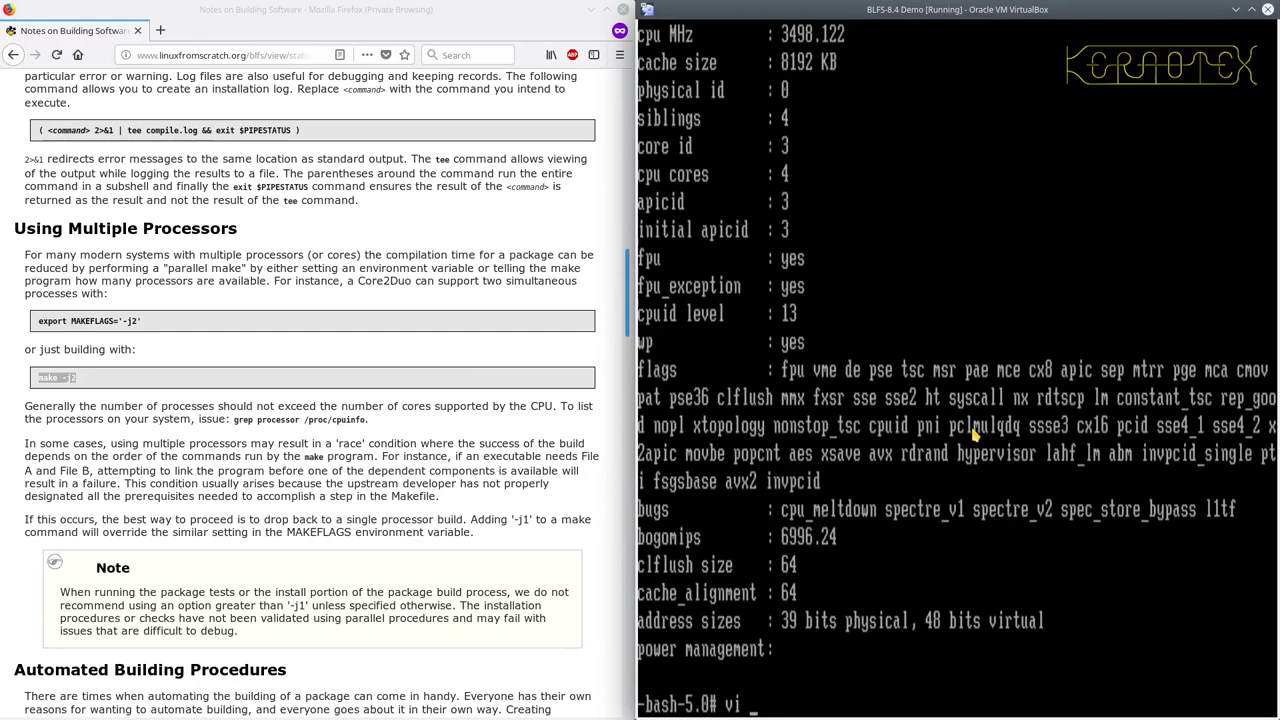 Notes on Building Software - Mozilla Firefox (Private Browsing)
Notes on Building Software
www.linuxfromscratch.org/blfs/view/stab
Search
ABP
particular error or warning. Log files are also useful for debugging and keeping records. The following
command allows you to create an installation log. Replace <command> with the command you intend to
execute.
( <command> 2>&1 | tee compile.log && exit $PIPESTATUS )
2>&1 redirects error messages to the same location as standard output. The tee command allows viewing
of the output while logging the results to a file. The parentheses around the command run the entire
command in a subshell and finally the exit $PIPESTATUS command ensures the result of the <command> is
returned as the result and not the result of the tee command.
Using Multiple Processors
For many modern systems with multiple processors (or cores) the compilation time for a package can be
reduced by performing a "parallel make" by either setting an environment variable or telling the make
program how many processors are available. For instance, a Core2Duo can support two simultaneous
processes with:
export MAKEFLAGS='-j2'
or just building with:
make -j2
Generally the number of processes should not exceed the number of cores supported by the CPU. To list
the processors on your system, issue: grep processor /proc/cpuinfo.
In some cases, using multiple processors may result in a 'race' condition where the success of the build
depends on the order of the commands run by the make program. For instance, if an executable needs File
A and File B, attempting to link the program before one of the dependent components is available will
result in a failure. This condition usually arises because the upstream developer has not properly
designated all the prerequisites needed to accomplish a step in the Makefile.
If this occurs, the best way to proceed is to drop back to a single processor build. Adding '-j1' to a make
command will override the similar setting in the MAKEFLAGS environment variable.
Note
When running the package tests or the install portion of the package build process, we do not
recommend using an option greater than '-j1' unless specified otherwise. The installation
procedures or checks have not been validated using parallel procedures and may fail with
issues that are difficult to debug.
Automated Building Procedures
There are times when automating the building of a package can come in handy. Everyone has their own
reasons for wanting to automate building, and everyone goes about it in their own way. Creating
BLFS-8.4 Demo [Running] - Oracle VM VirtualBox
KERNOTEX
cpu MHz : 3498.122
cache size : 8192 KB
physical id : 0
siblings : 4
core id : 3
cpu cores : 4
apicid : 3
initial apicid : 3
fpu : yes
fpu_exception : yes
cpuid level : 13
wp : yes
flags : fpu vme de pse tsc msr pae mce cx8 apic sep mtrr pge mca cmov
pat pse36 clflush mmx fxsr sse sse2 ht syscall nx rdtscp lm constant_tsc rep_goo
d nopl xtopology nonstop_tsc cpuid pni pclmulqdq ssse3 cx16 pcid sse4_1 sse4_2 x
2apic movbe popcnt aes xsave avx rdrand hypervisor lahf_lm abm invpcid_single pt
i fsgsbase avx2 invpcid
bugs : cpu_meltdown spectre_v1 spectre_v2 spec_store_bypass l1tf
bogomips : 6996.24
clflush size : 64
cache_alignment : 64
address sizes : 39 bits physical, 48 bits virtual
power management:
-bash-5.0# vi _